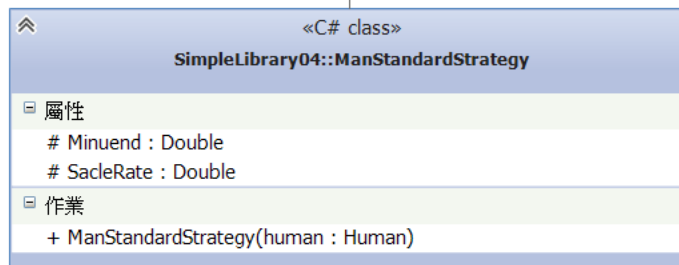 «C# class»
SimpleLibrary04::ManStandardStrategy
屬性
# Minuend : Double
# SacleRate : Double
作業
+ ManStandardStrategy(human : Human)